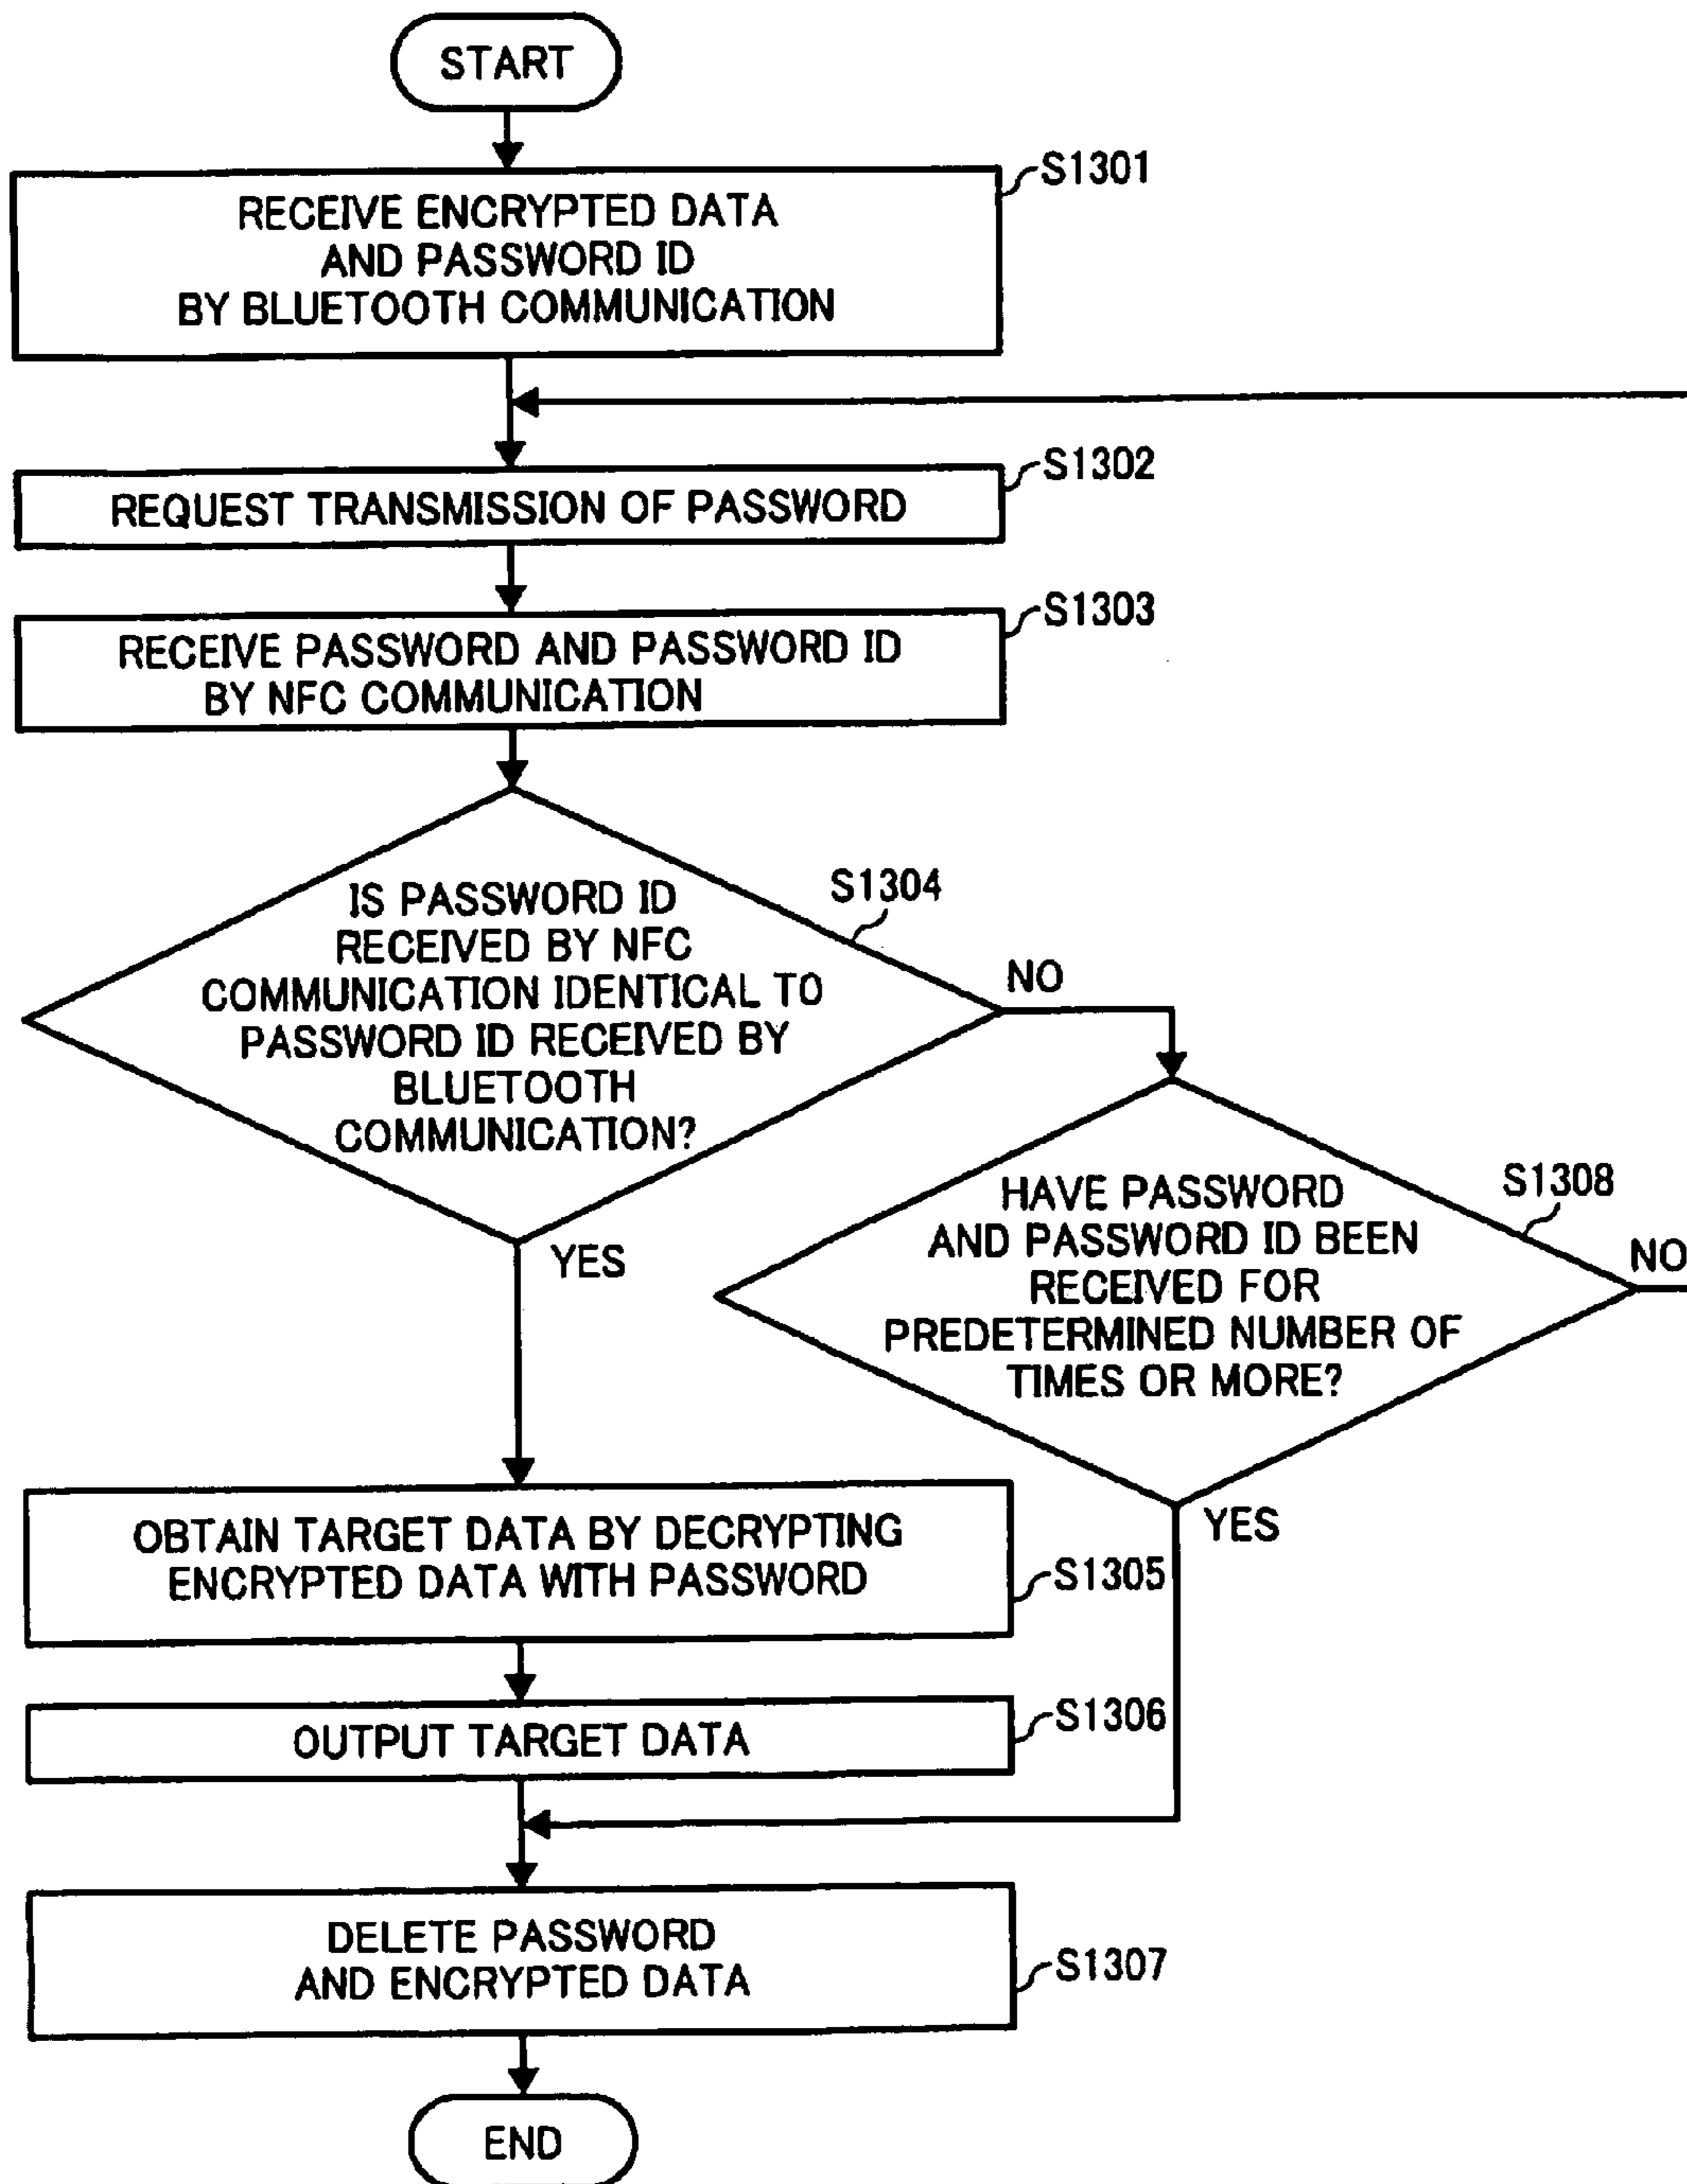 START
S1301
RECEIVE ENCRYPTED DATA
AND PASSWORD ID
BY BLUETOOTH COMMUNICATION
S1302
REQUEST TRANSMISSION OF PASSWORD
S1303
RECEIVE PASSWORD AND PASSWORD ID
BY NFC COMMUNICATION
S1304
IS PASSWORD ID
RECEIVED BY NFC
COMMUNICATION IDENTICAL TO
PASSWORD ID RECEIVED BY
BLUETOOTH
COMMUNICATION?
NO
YES
S1308
HAVE PASSWORD
AND PASSWORD ID BEEN
RECEIVED FOR
PREDETERMINED NUMBER OF
TIMES OR MORE?
NO
YES
OBTAIN TARGET DATA BY DECRYPTING
ENCRYPTED DATA WITH PASSWORD
S1305
OUTPUT TARGET DATA
S1306
DELETE PASSWORD
AND ENCRYPTED DATA
S1307
END